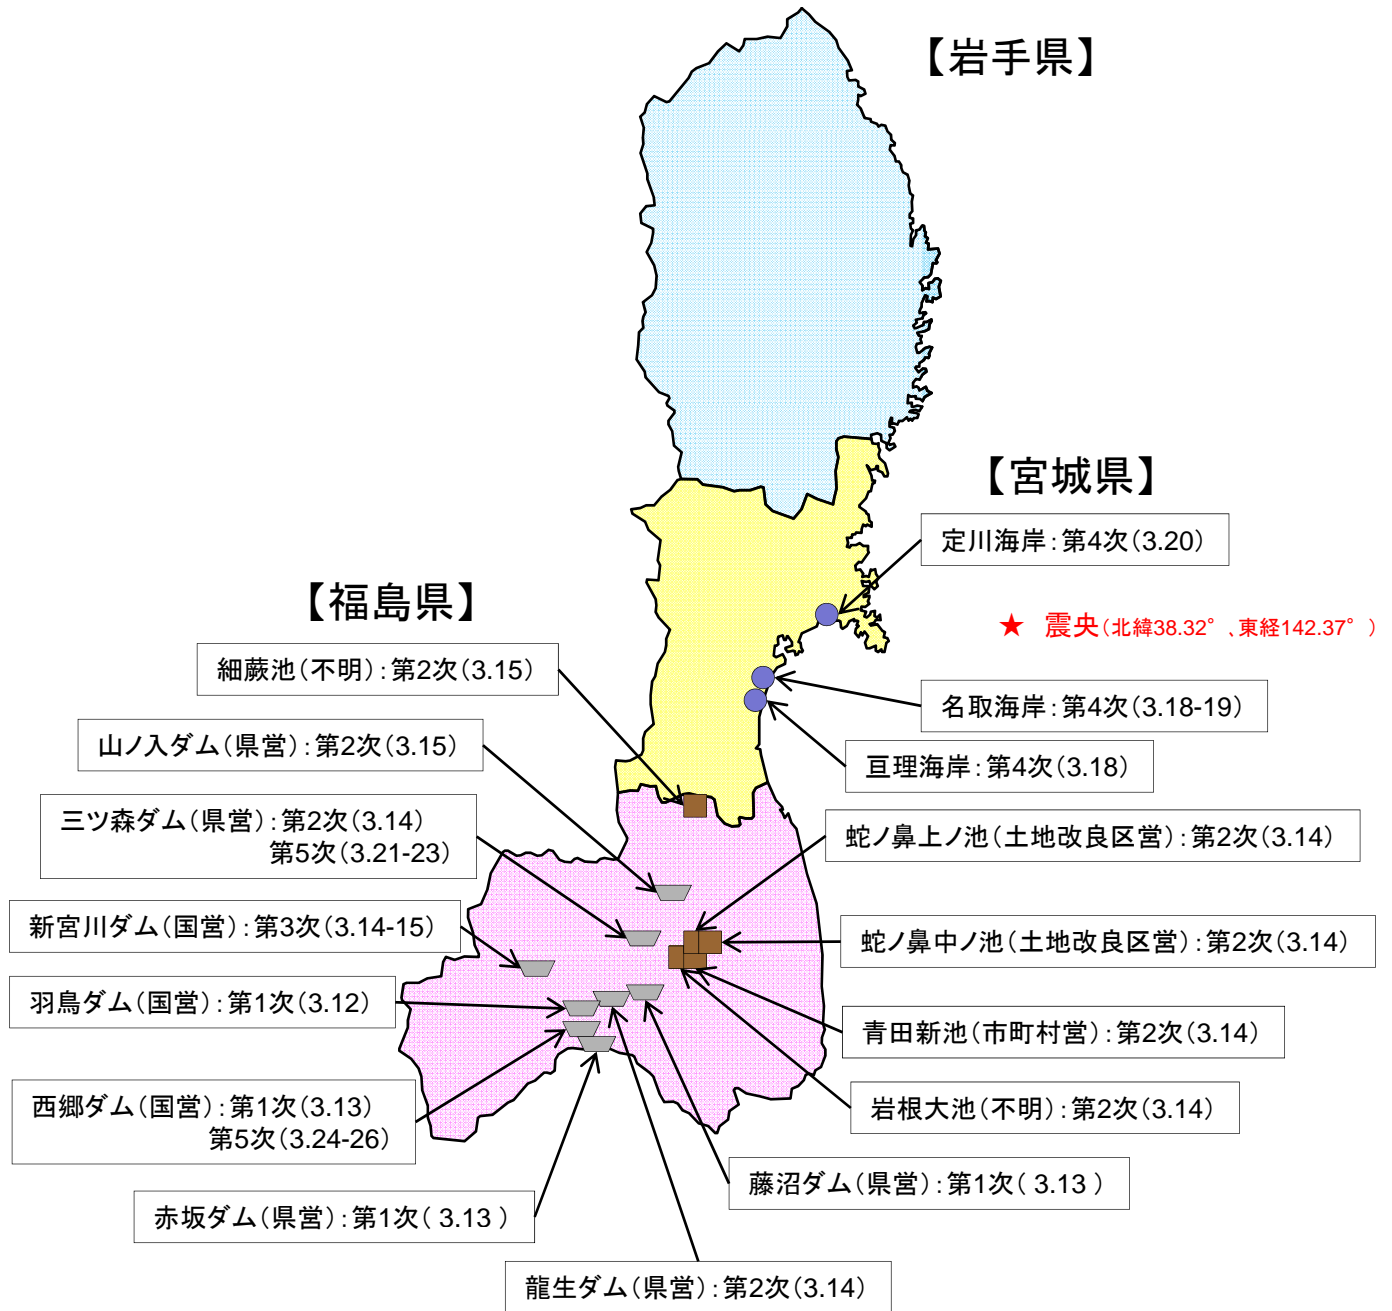 【岩手県】
【宮城県】
定川海岸：第4次（3.20）
【福島県】
★ 震央（北緯38.32°、東経142.37°）
細蕨池（不明）：第2次（3.15）
名取海岸：第4次（3.18-19）
山ノ入ダム（県営）：第2次（3.15）
亘理海岸：第4次（3.18）
三ツ森ダム（県営）：第2次（3.14）
第5次（3.21-23）
蛇ノ鼻上ノ池（土地改良区営）：第2次（3.14）
新宮川ダム（国営）：第3次（3.14-15）
蛇ノ鼻中ノ池（土地改良区営）：第2次（3.14）
羽鳥ダム（国営）：第1次（3.12）
青田新池（市町村営）：第2次（3.14）
西郷ダム（国営）：第1次（3.13）
第5次（3.24-26）
岩根大池（不明）：第2次（3.14）
藤沼ダム（県営）：第1次（ 3.13 ）
赤坂ダム（県営）：第1次（ 3.13 ）
龍生ダム（県営）：第2次（3.14）